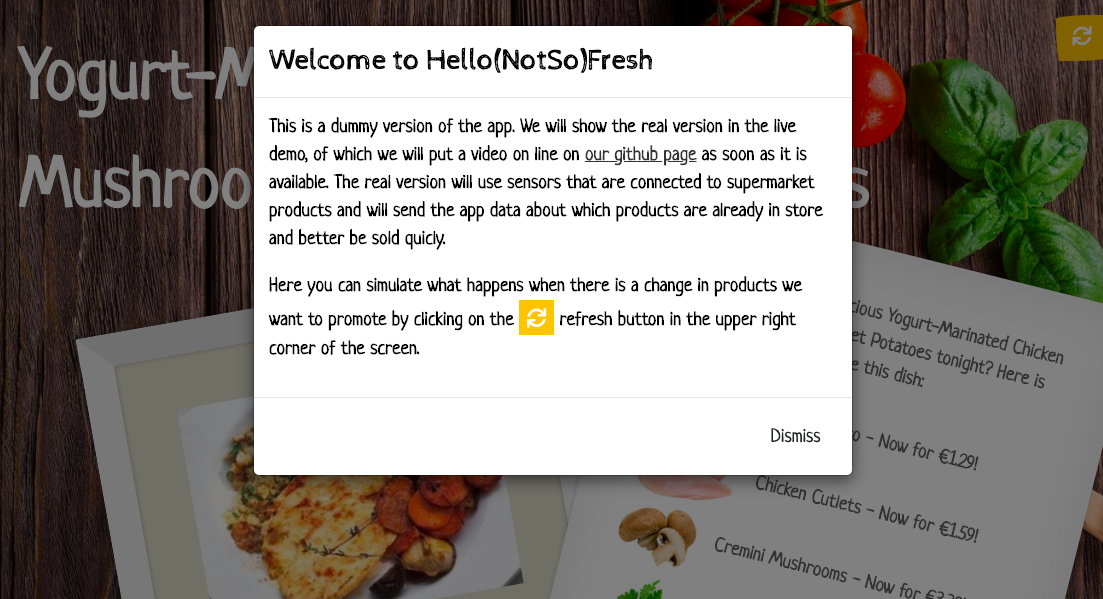 Welcome to Hello(NotSo)Fresh
This is a dummy version of the app. We will show the real version in the live
demo, of which we will put a video on line on our github page as soon as it is
available. The real version will use sensors that are connected to supermarket
products and will send the app data about which products are already in store
and better be sold quicly.
Here you can simulate what happens when there is a change in products we
want to promote by clicking on the refresh button in the upper right
corner of the screen.
Dismiss
Yogurt-M
Mushroo s
cious Yogurt-Marinated Chicken
et Potatoes tonight? Here is
e this dish:
o - Now for €1.29!
Chicken Cutlets - Now for €1.59!
Cremini Mushrooms - Now for